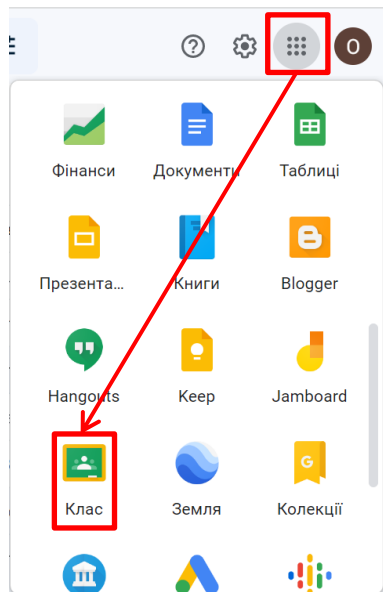 О
Фінанси Документи Таблиці
Презента... Книги Blogger
Hangouts Keep Jamboard
G
Клас Земля Колекції